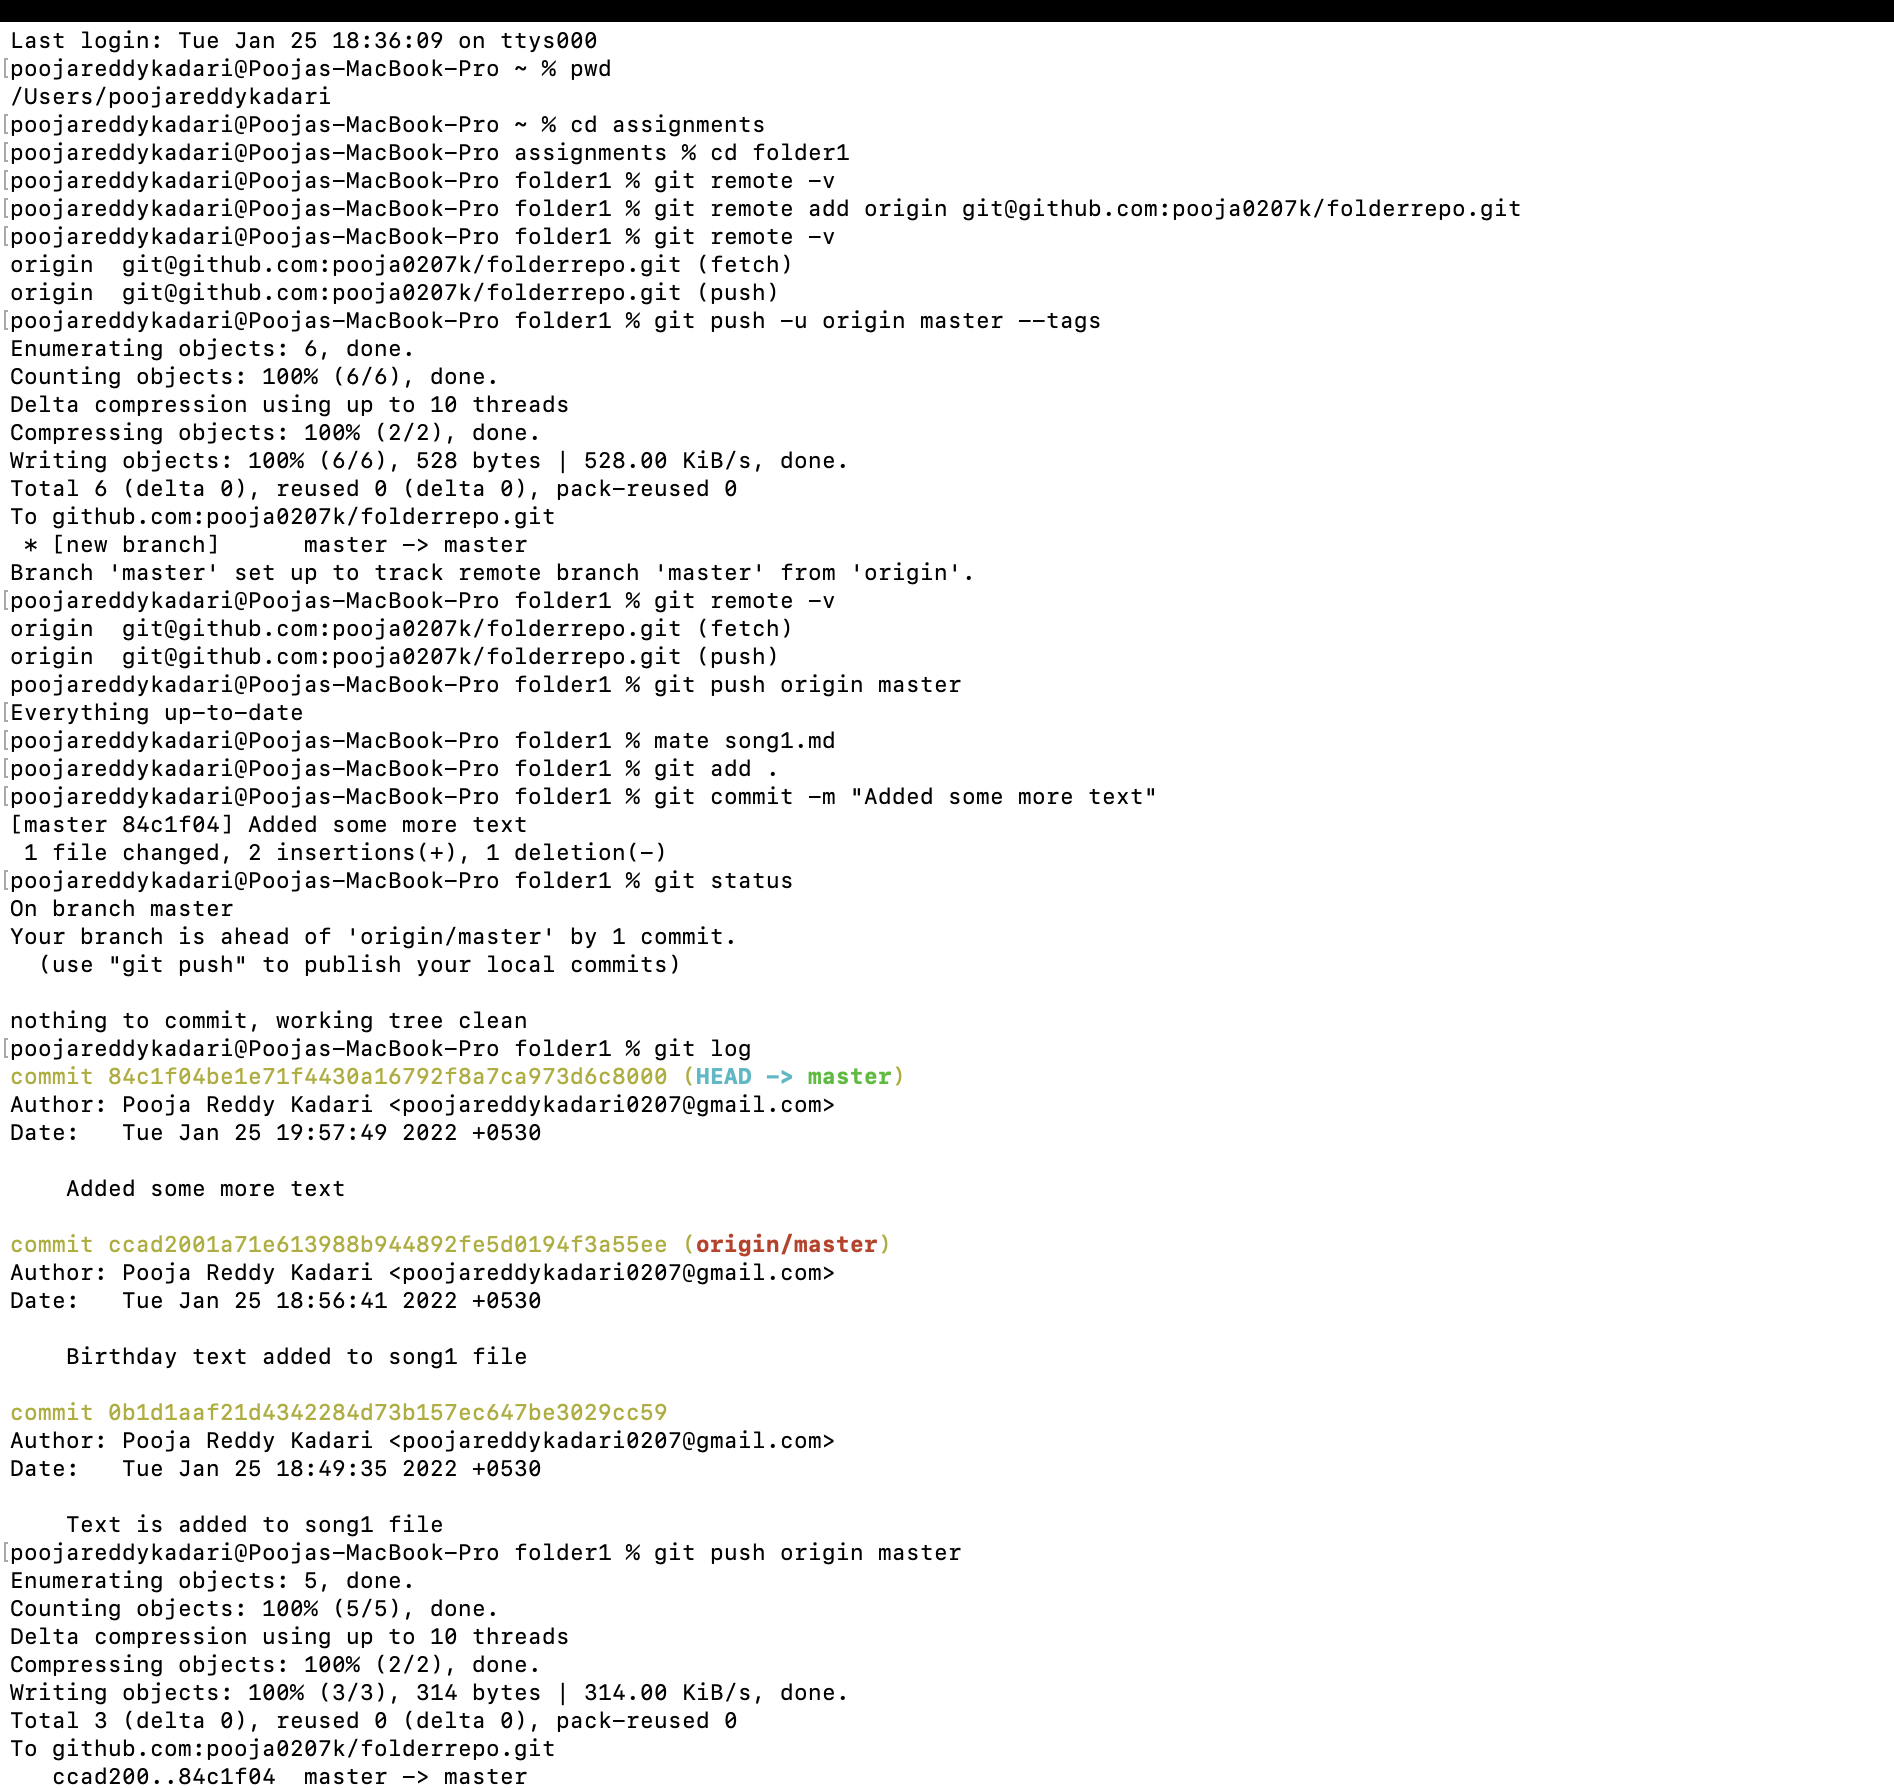 Last login: Tue Jan 25 18:36:09 on ttys000
[poojareddykadari@Poojas-MacBook-Pro ~ % pwd
/Users/poojareddykadari
[poojareddykadari@Poojas-MacBook-Pro ~ % cd assignments
[poojareddykadari@Poojas-MacBook-Pro assignments % cd folder1
[poojareddykadari@Poojas-MacBook-Pro folder1 % git remote -v
[poojareddykadari@Poojas-MacBook-Pro folder1 % git remote add origin git@github.com:pooja0207k/folderrepo.git
[poojareddykadari@Poojas-MacBook-Pro folder1 % git remote -v
origin  git@github.com:pooja0207k/folderrepo.git (fetch)
origin  git@github.com:pooja0207k/folderrepo.git (push)
[poojareddykadari@Poojas-MacBook-Pro folder1 % git push -u origin master --tags
Enumerating objects: 6, done.
Counting objects: 100% (6/6), done.
Delta compression using up to 10 threads
Compressing objects: 100% (2/2), done.
Writing objects: 100% (6/6), 528 bytes | 528.00 KiB/s, done.
Total 6 (delta 0), reused 0 (delta 0), pack-reused 0
To github.com:pooja0207k/folderrepo.git
 * [new branch]      master -> master
Branch 'master' set up to track remote branch 'master' from 'origin'.
[poojareddykadari@Poojas-MacBook-Pro folder1 % git remote -v
origin  git@github.com:pooja0207k/folderrepo.git (fetch)
origin  git@github.com:pooja0207k/folderrepo.git (push)
poojareddykadari@Poojas-MacBook-Pro folder1 % git push origin master
[Everything up-to-date
[poojareddykadari@Poojas-MacBook-Pro folder1 % mate song1.md
[poojareddykadari@Poojas-MacBook-Pro folder1 % git add .
[poojareddykadari@Poojas-MacBook-Pro folder1 % git commit -m "Added some more text"
[master 84c1f04] Added some more text
 1 file changed, 2 insertions(+), 1 deletion(-)
[poojareddykadari@Poojas-MacBook-Pro folder1 % git status
On branch master
Your branch is ahead of 'origin/master' by 1 commit.
  (use "git push" to publish your local commits)
nothing to commit, working tree clean
[poojareddykadari@Poojas-MacBook-Pro folder1 % git log
commit 84c1f04be1e71f4430a16792f8a7ca973d6c8000 (HEAD -> master)
Author: Pooja Reddy Kadari <poojareddykadari0207@gmail.com>
Date:   Tue Jan 25 19:57:49 2022 +0530
    Added some more text
commit ccad2001a71e613988b944892fe5d0194f3a55ee (origin/master)
Author: Pooja Reddy Kadari <poojareddykadari0207@gmail.com>
Date:   Tue Jan 25 18:56:41 2022 +0530
    Birthday text added to song1 file
commit 0b1d1aaf21d4342284d73b157ec647be3029cc59
Author: Pooja Reddy Kadari <poojareddykadari0207@gmail.com>
Date:   Tue Jan 25 18:49:35 2022 +0530
    Text is added to song1 file
[poojareddykadari@Poojas-MacBook-Pro folder1 % git push origin master
Enumerating objects: 5, done.
Counting objects: 100% (5/5), done.
Delta compression using up to 10 threads
Compressing objects: 100% (2/2), done.
Writing objects: 100% (3/3), 314 bytes | 314.00 KiB/s, done.
Total 3 (delta 0), reused 0 (delta 0), pack-reused 0
To github.com:pooja0207k/folderrepo.git
   ccad200..84c1f04  master -> master